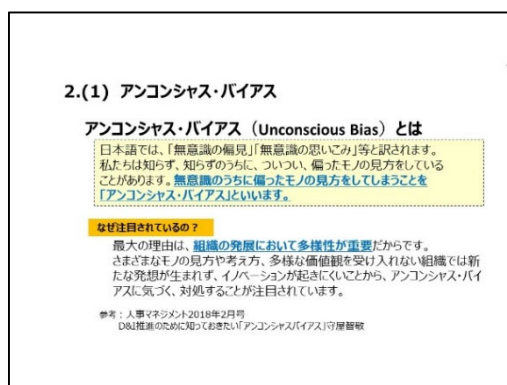 2.(1) アンコンシャス・バイアス
アンコンシャス・バイアス（Unconscious Bias）とは
日本語では、「無意識の偏見」「無意識の思いこみ」等と訳されます。
私たちは知らず、知らずのうちに、ついつい、偏ったモノの見方をしている
ことがあります。無意識のうちに偏ったモノの見方をしてしまうことを
「アンコンシャス・バイアス」といいます。
なぜ注目されているの？
最大の理由は、組織の発展において多様性が重要だからです。
さまざまなモノの見方や考え方、多様な価値観を受け入れない組織では新
たな発想が生まれず、イノベーションが起きにくいことから、アンコンシャス・バイ
アスに気づく、対処することが注目されています。
参考：人事マネジメント2018年2月号
D&I推進のために知っておきたい「アンコンシャスバイアス」守屋智敬